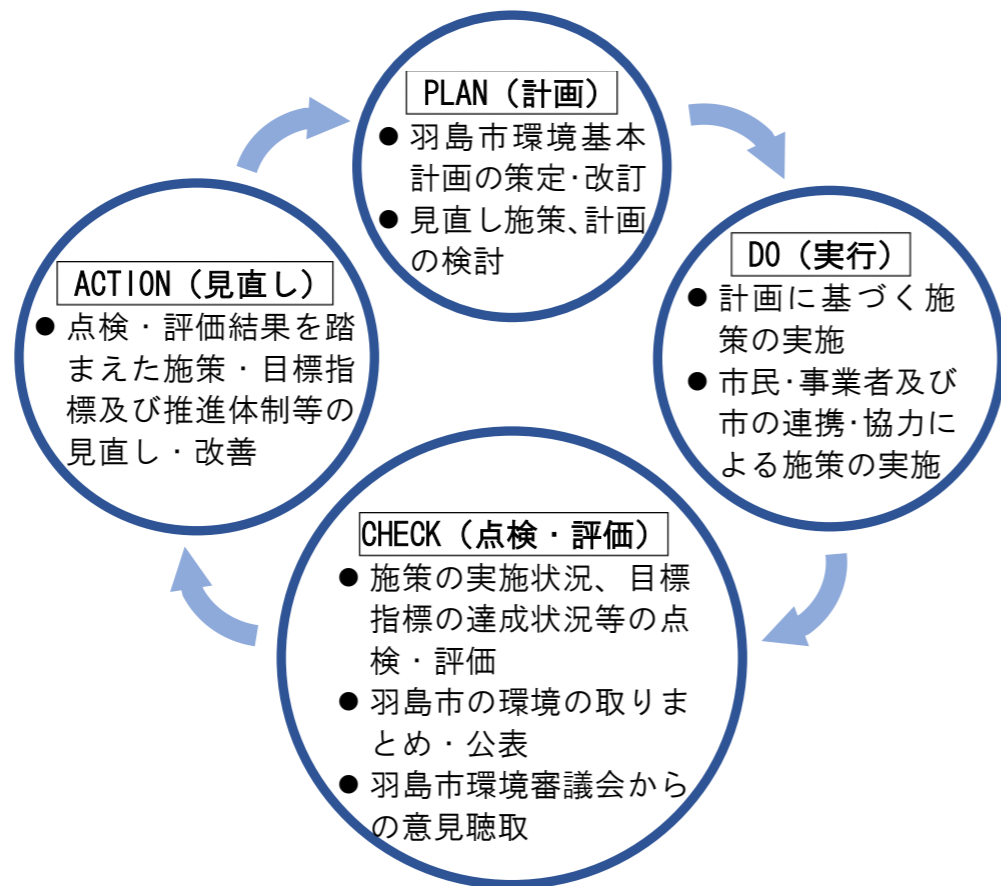 PLAN（計画）
● 羽島市環境基本
計画の策定･改訂
● 見直し施策、計画
の検討
DO（実行）
● 計画に基づく施
策の実施
● 市民･事業者及び
市の連携･協力に
よる施策の実施
CHECK（点検・評価）
● 施策の実施状況、目標
指標の達成状況等の点
検・評価
● 羽島市の環境の取りま
とめ・公表
● 羽島市環境審議会から
の意見聴取
ACTION（見直し）
● 点検・評価結果を踏
まえた施策・目標指
標及び推進体制等の
見直し・改善